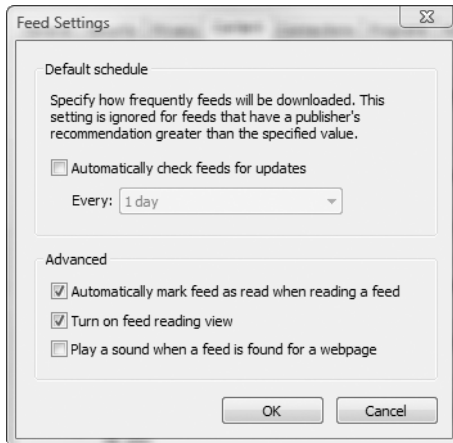 Feed Settings
Default schedule
Specify how frequently feeds will be downloaded. This
setting is ignored for feeds that have a publisher's
recommendation greater than the specified value.
Automatically check feeds for updates
Every: 1 day
Advanced
Automatically mark feed as read when reading a feed
Turn on feed reading view
Play a sound when a feed is found for a webpage
OK Cancel